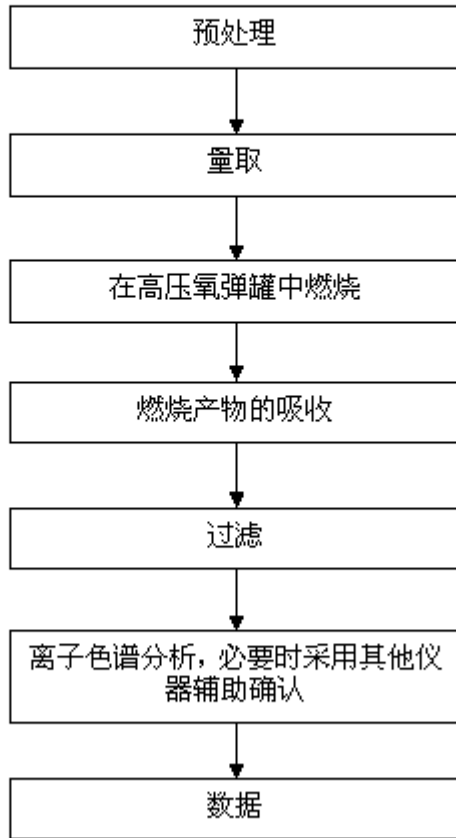 预处理
量取
在高压氧弹罐中燃烧
燃烧产物的吸收
过滤
离子色谱分析，必要时采用其他仪
器辅助确认
数据